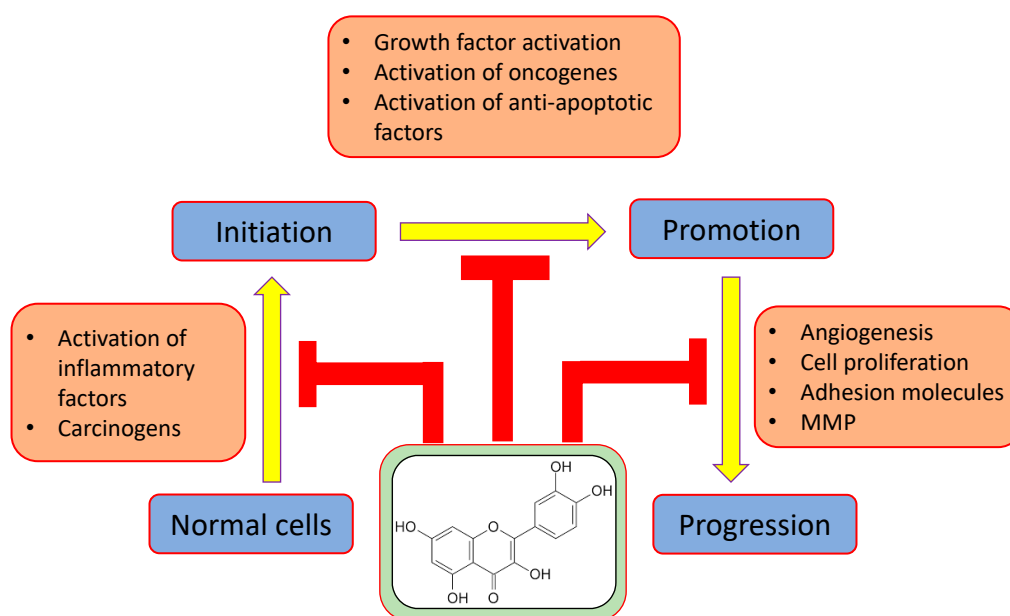 • Growth factor activation
• Activation of oncogenes
• Activation of anti-apoptotic
factors
Initiation
Promotion
• Activation of
inflammatory
factors
• Carcinogens
• Angiogenesis
• Cell proliferation
• Adhesion molecules
• MMP
Normal cells
Progression
OH
HO
OH
HO
O
OH
OH
O